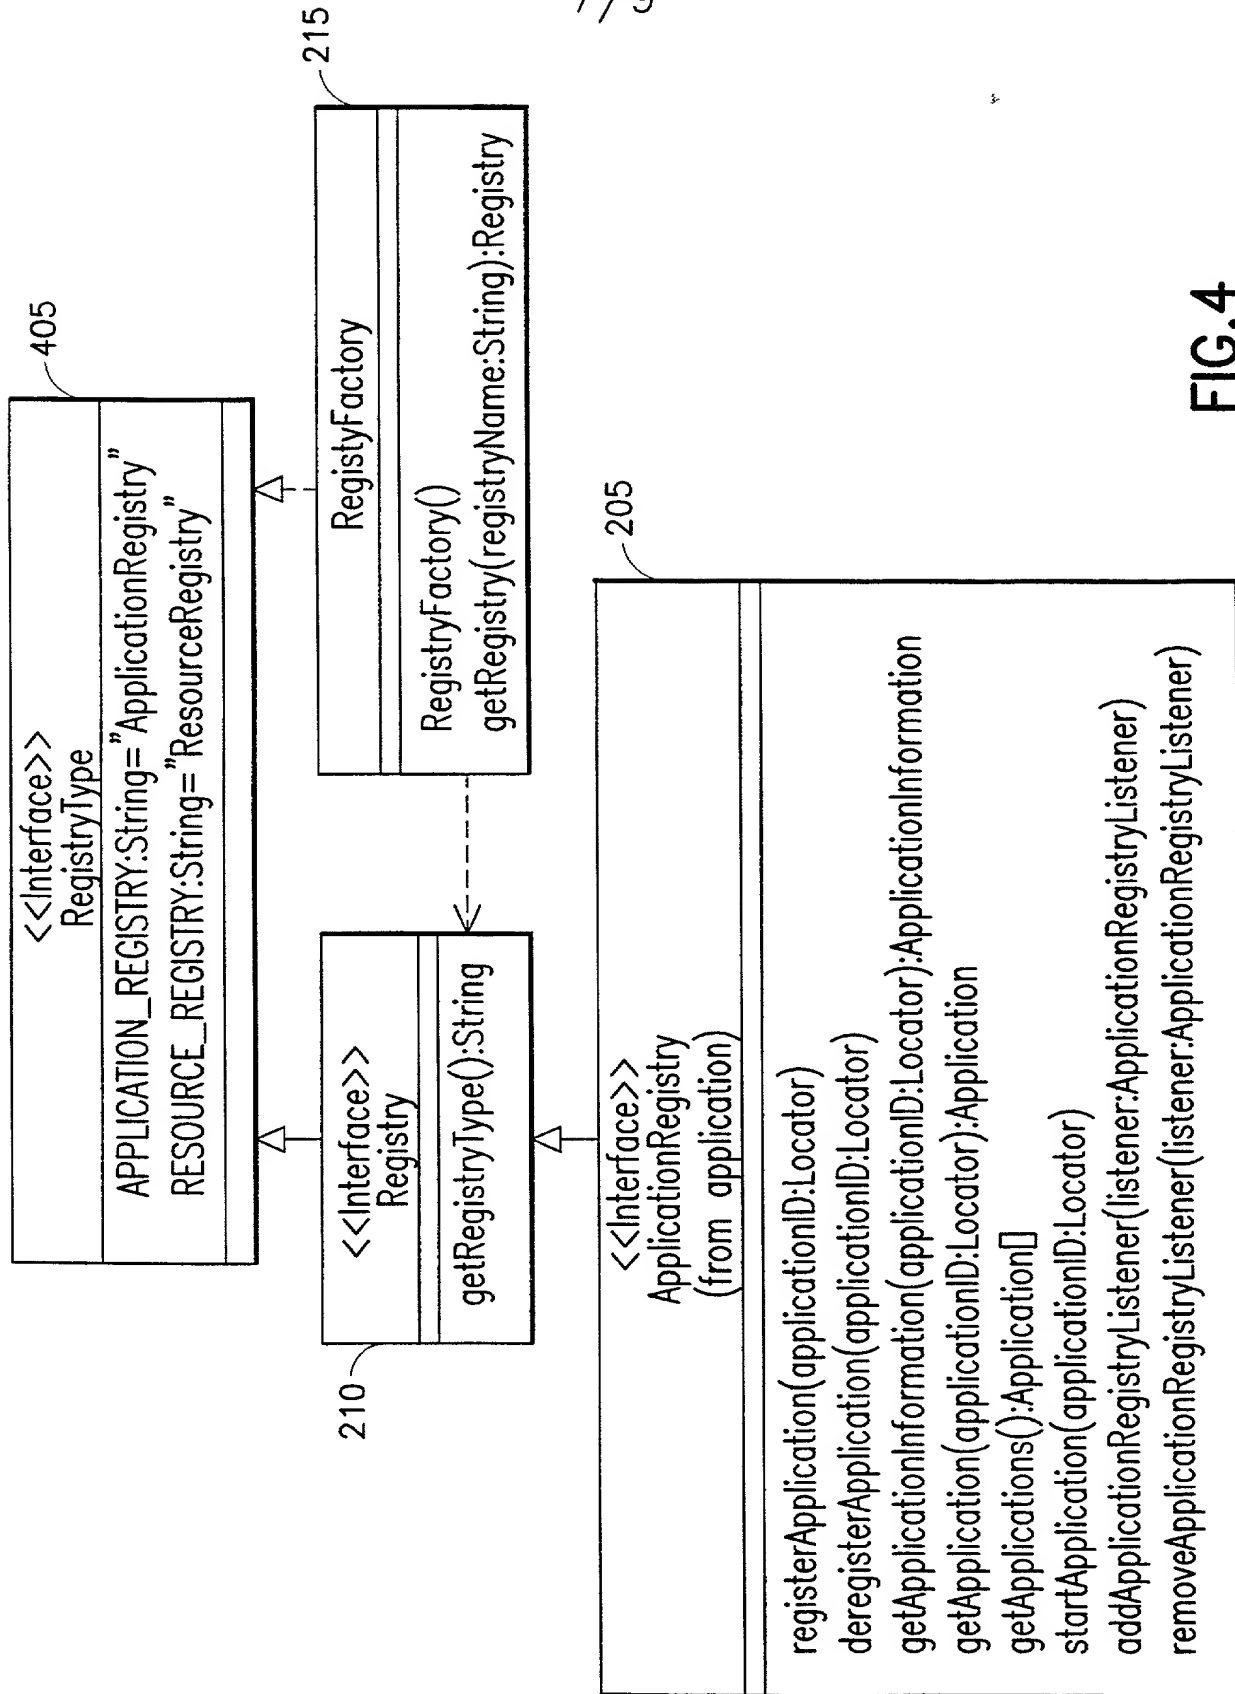 <<Interface>>
RegistryType
APPLICATION_REGISTRY:String="ApplicationRegistry"
RESOURCE_REGISTRY:String="ResourceRegistry"
405
<<Interface>>
Registry
getRegistryType():String
210
RegistyFactory
RegistryFactory()
getRegistry(registryName:String):Registry
215
<<Interface>>
ApplicationRegistry
(from application)
registerApplication(applicationID:Locator)
deregisterApplication(applicationID:Locator)
getApplicationInformation(applicationID:Locator):ApplicationInformation
getApplication(applicationID:Locator):Application
getApplications():Application[]
startApplication(applicationID:Locator)
addApplicationRegistryListener(listener:ApplicationRegistryListener)
removeApplicationRegistryListener(listener:ApplicationRegistryListener)
205
FIG.4